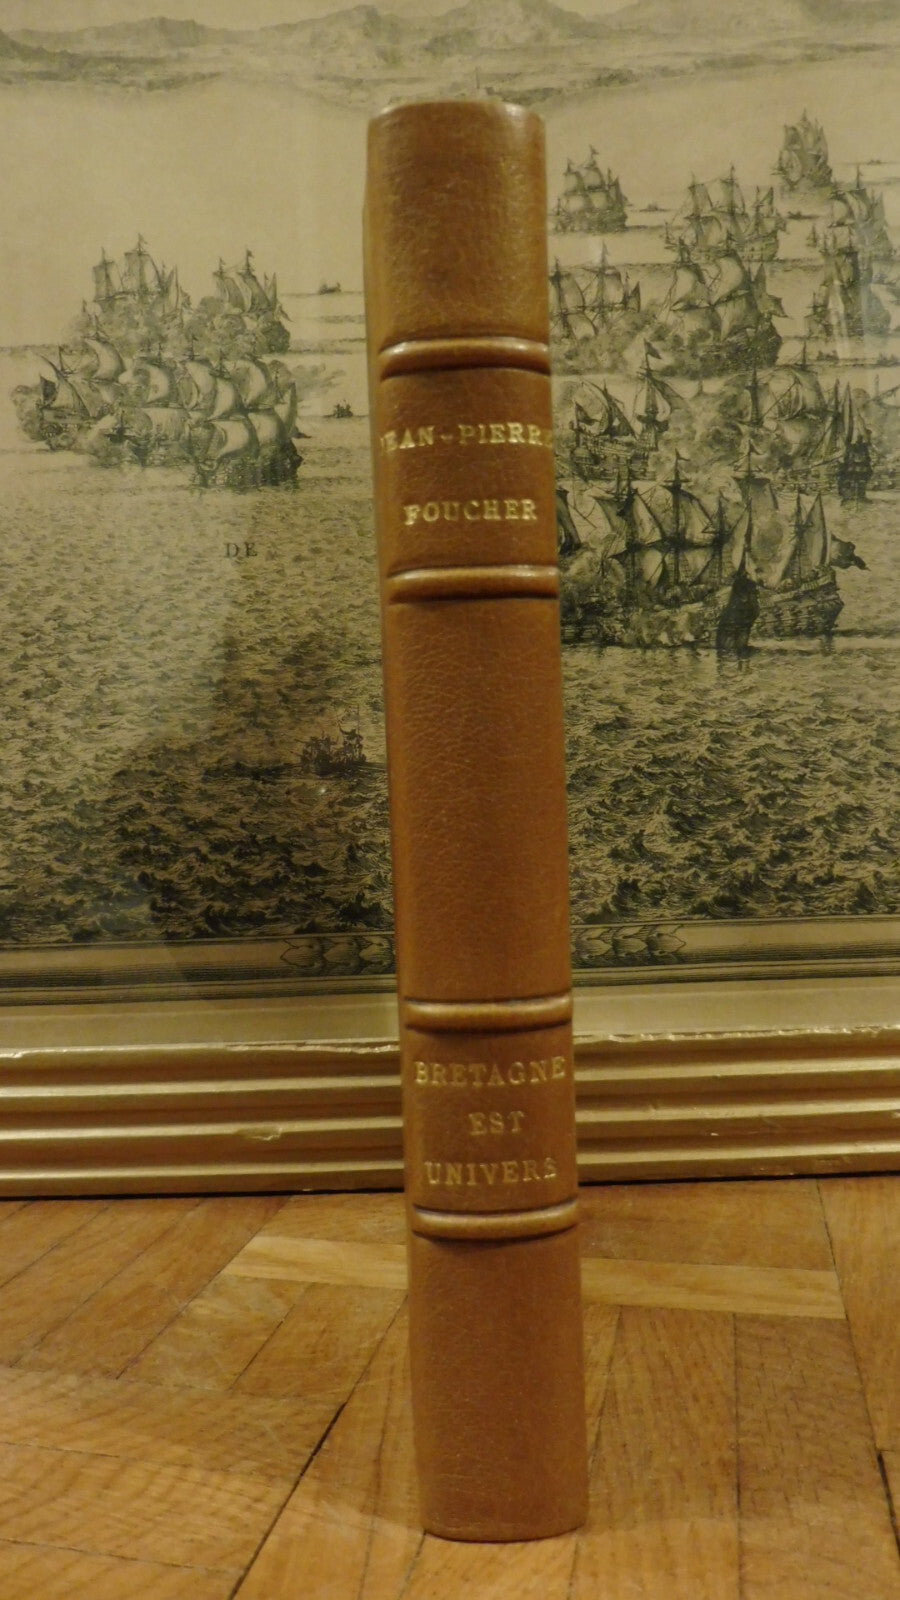 JEAN-PIERRE
FOUCHER
BRETAGNE
EST
UNIVERS
DE